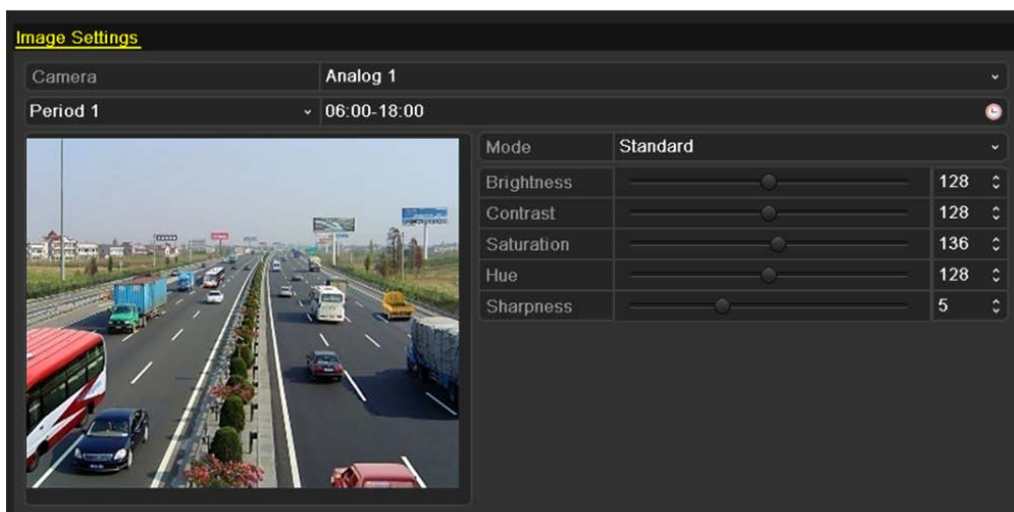 Image Settings
Camera Analog 1
Period 1 06:00-18:00
Mode Standard
Brightness 128
Contrast 128
Saturation 136
Hue 128
Sharpness 5